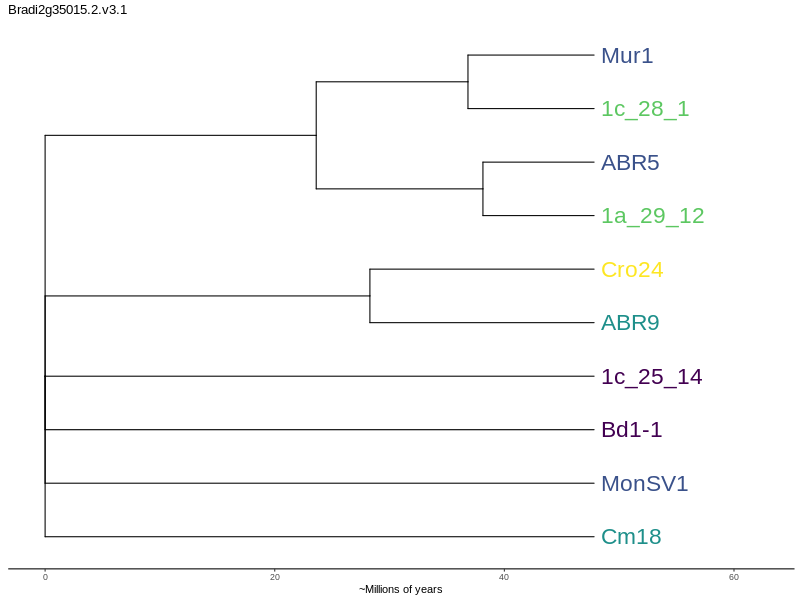 Bradi2g35015.2.v3.1
Mur1
1c_28_1
ABR5
1a_29_12
Cro24
ABR9
1c_25_14
Bd1-1
MonSV1
Cm18
0 20 40 60
~Millions of years